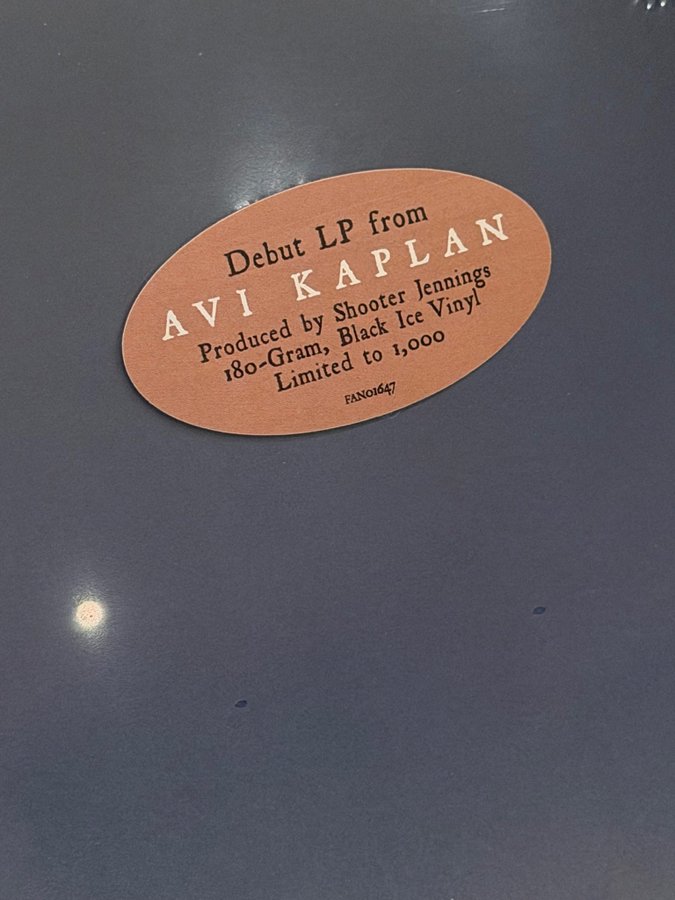 Debut LP from
AVI KAPLAN
Produced by Shooter Jennings
180-Gram, Black Ice Vinyl
Limited to 1,000
FAN01647